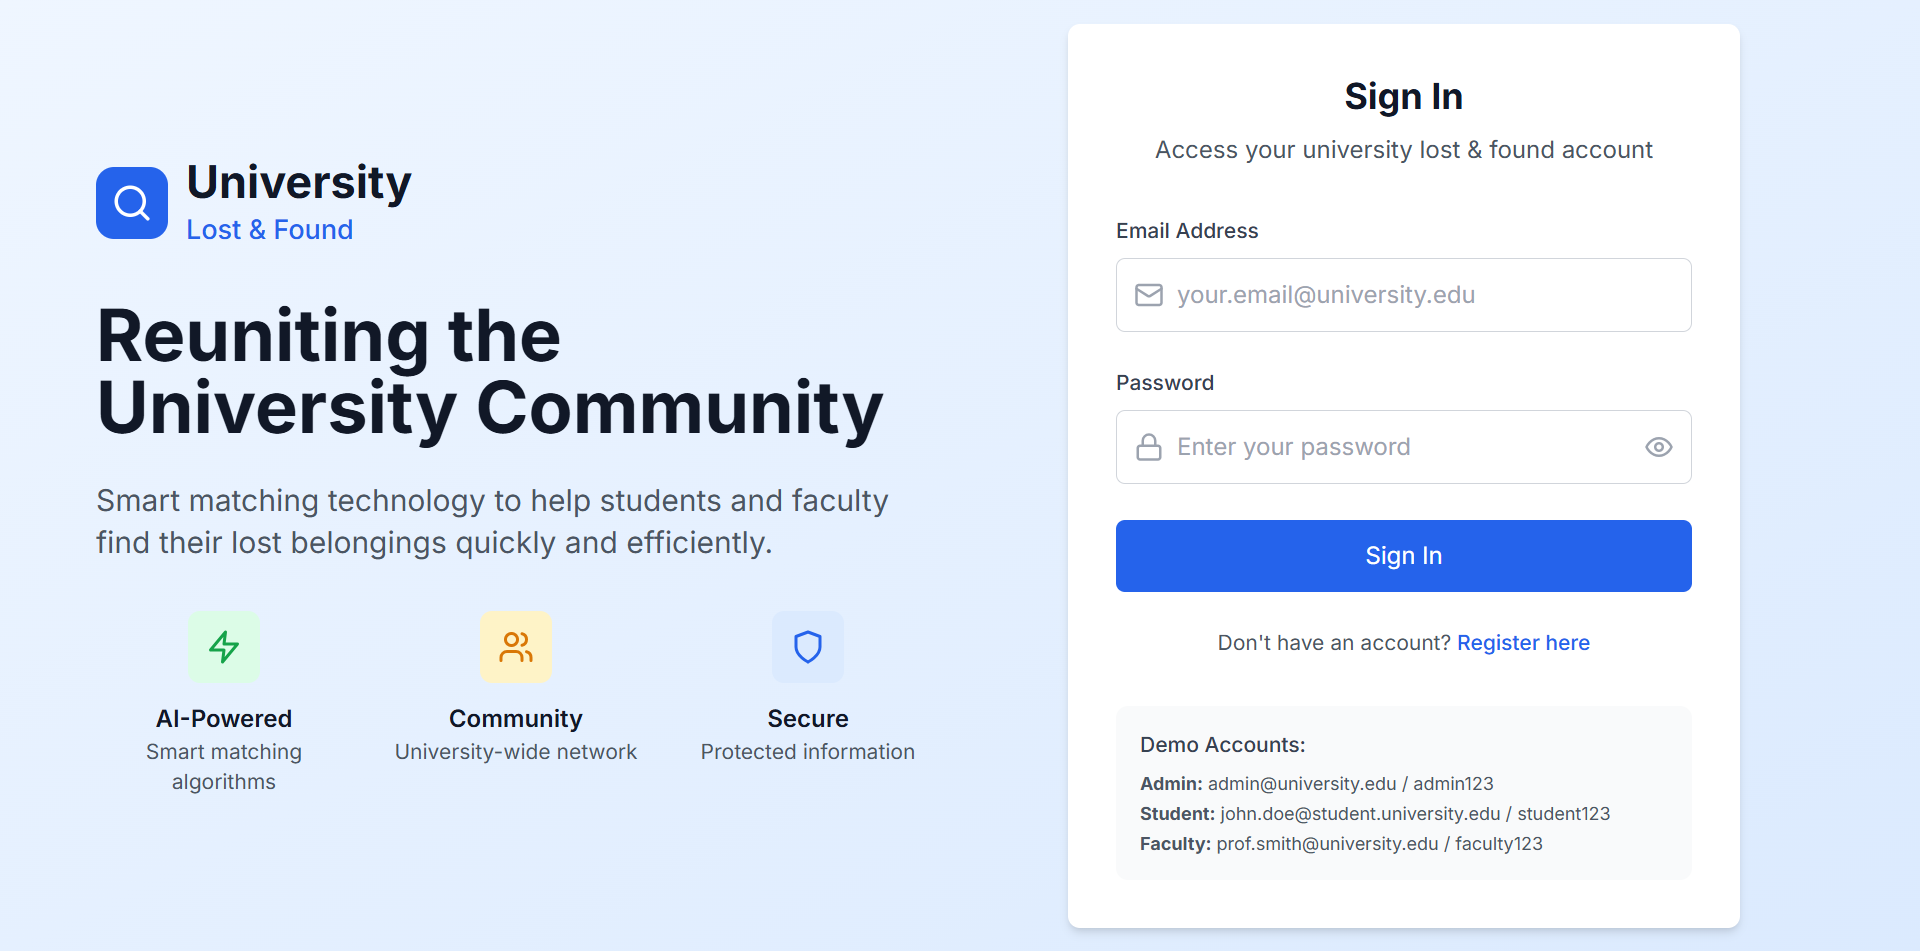 University
Lost & Found
Reuniting the
University Community
Smart matching technology to help students and faculty
find their lost belongings quickly and efficiently.
AI-Powered
Smart matching
algorithms
Community
University-wide network
Secure
Protected information
Sign In
Access your university lost & found account
Email Address
your.email@university.edu
Password
Enter your password
Sign In
Don't have an account? Register here
Demo Accounts:
Admin: admin@university.edu / admin123
Student: john.doe@student.university.edu / student123
Faculty: prof.smith@university.edu / faculty123